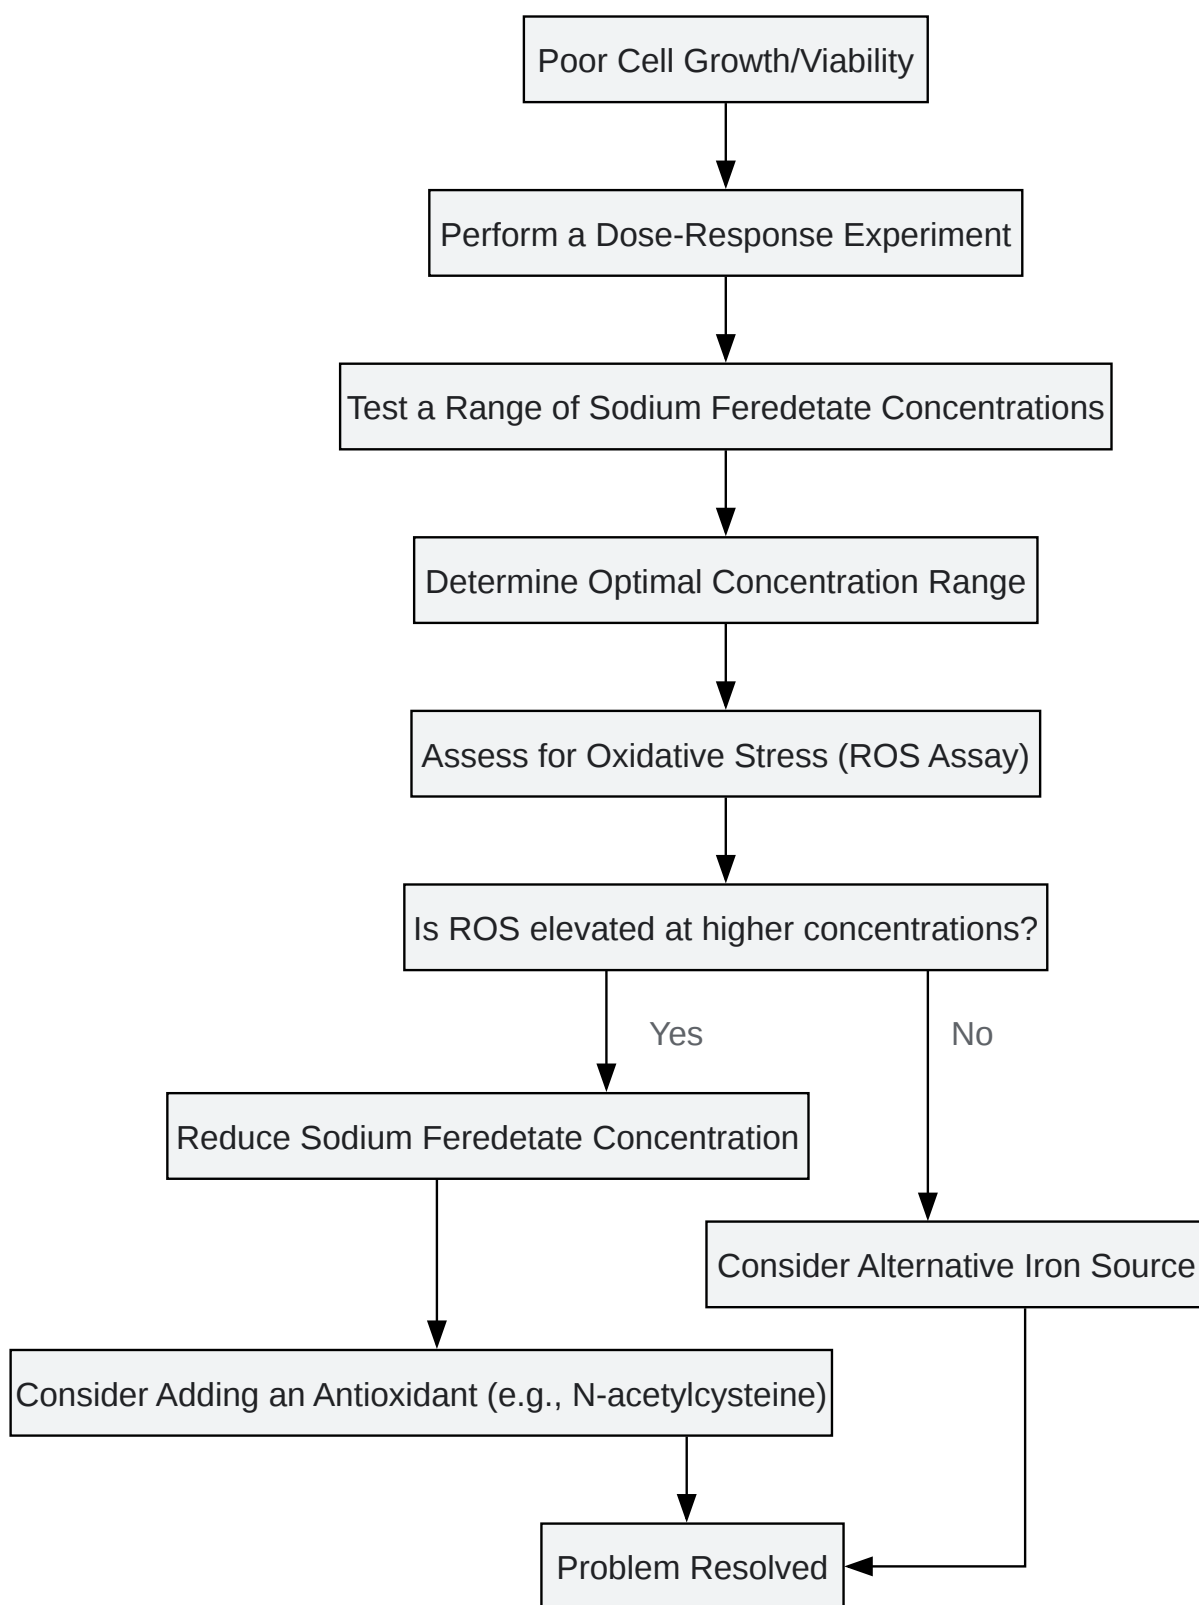 Poor Cell Growth/Viability
Perform a Dose-Response Experiment
Test a Range of Sodium Feredetate Concentrations
Determine Optimal Concentration Range
Assess for Oxidative Stress (ROS Assay)
Is ROS elevated at higher concentrations?
Yes
No
Reduce Sodium Feredetate Concentration
Consider Alternative Iron Source
Consider Adding an Antioxidant (e.g., N-acetylcysteine)
Problem Resolved